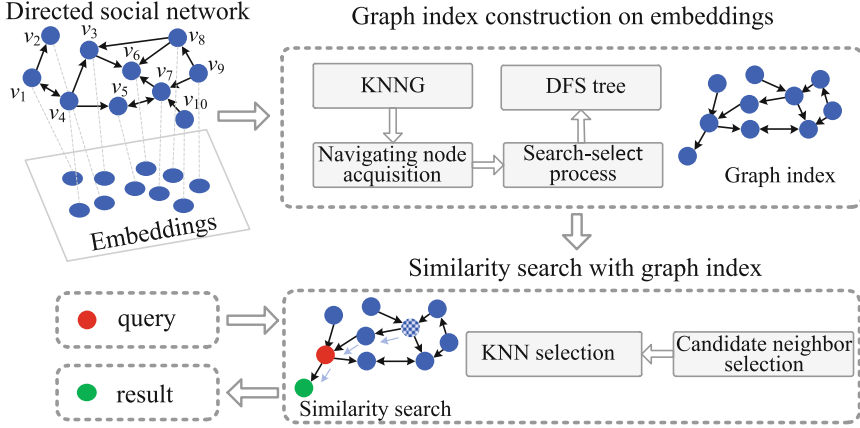 Directed social network
Graph index construction on embeddings
v2
v3
v8
v6
v7
v9
v1
v4
v5
v10
KNNG
DFS tree
Navigating node
acquisition
Search-select
process
Graph index
Embeddings
Similarity search with graph index
query
result
KNN selection
Candidate neighbor
selection
Similarity search